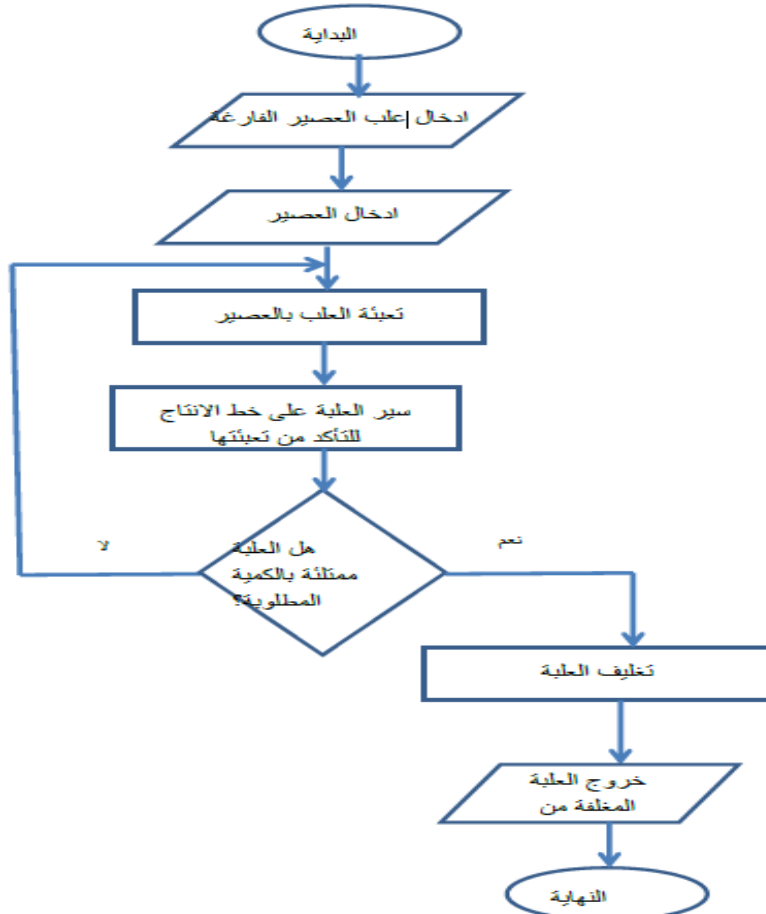 البداية
ادخال علب العصير الفارغة
ادخال العصير
تعبئة العلب بالعصير
سير العلبة على خط الانتاج
للتأكد من تعبئتها
هل العلبة
ممتلئة بالكمية
المطلوبة؟
لا
نعم
تغليف العلبة
خروج العلبة
المغلفة من
النهاية